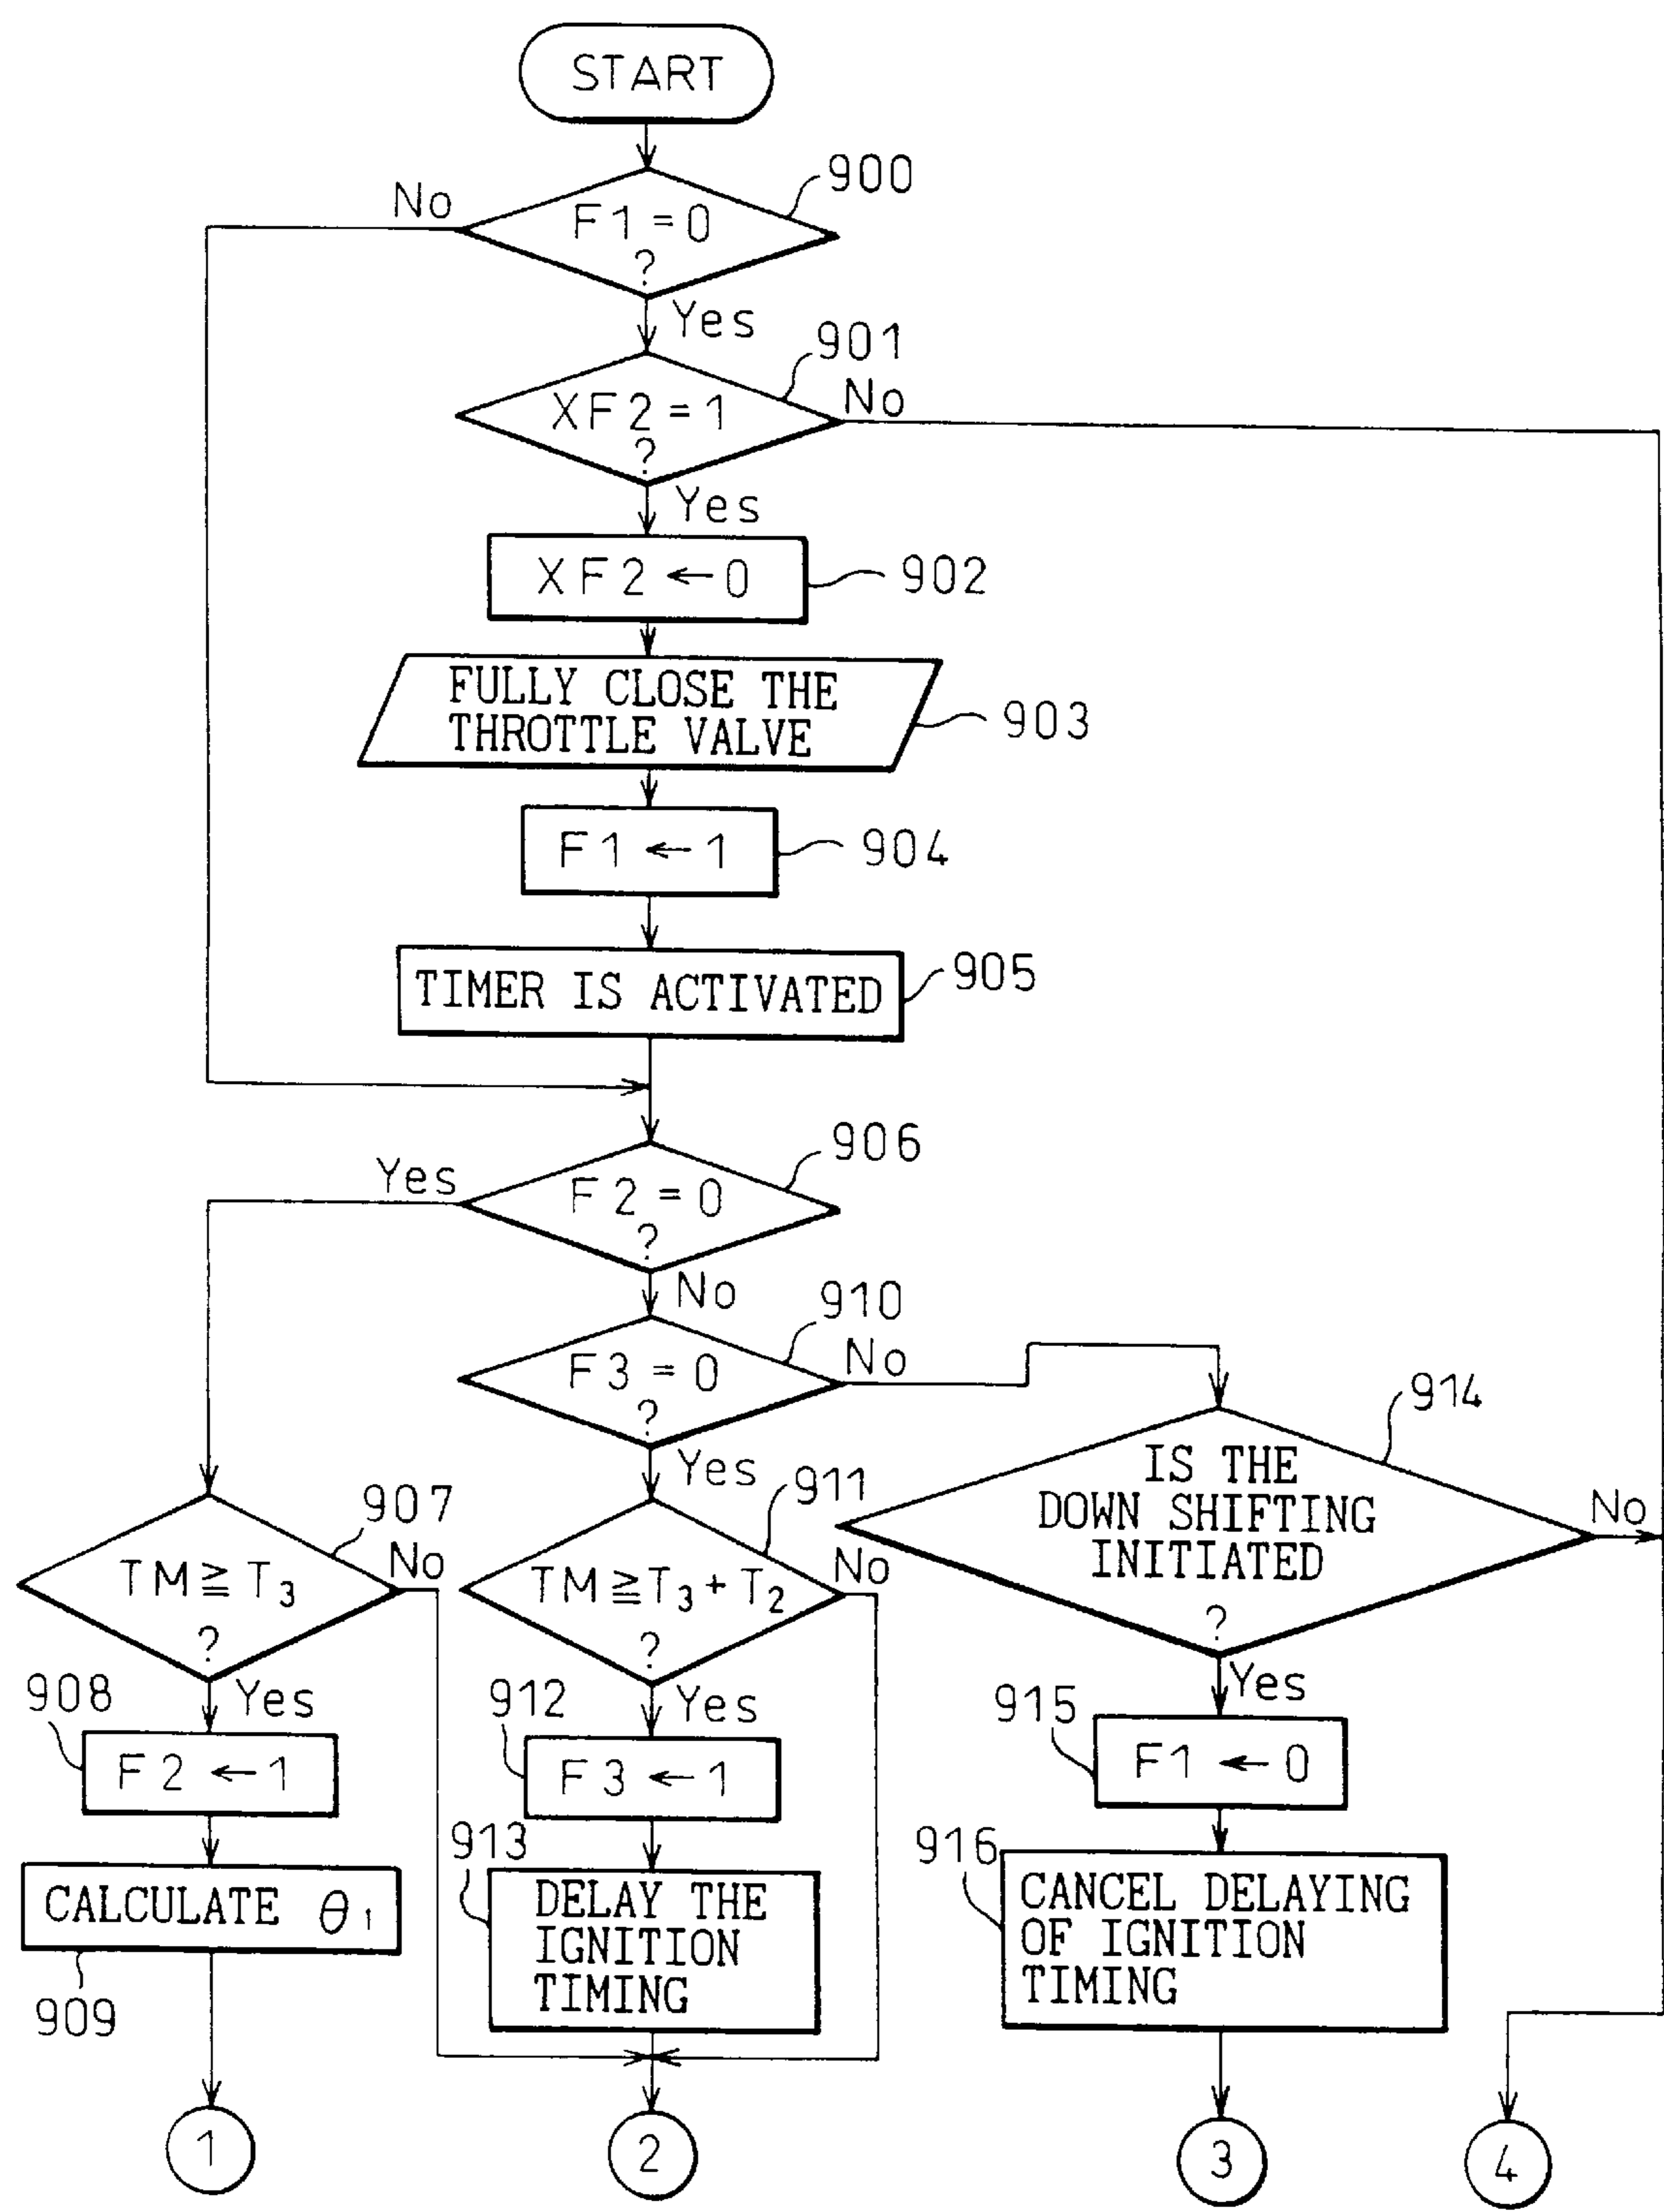 START
900
No
F1=0
?
Yes
901
XF2=1
No
?
Yes
XF2←0
902
FULLY CLOSE THE
THROTTLE VALVE
903
F1←1
904
TIMER IS ACTIVATED
905
906
Yes
F2=0
?
No
910
F3=0
No
?
Yes
914
IS THE
DOWN SHIFTING
INITIATED
?
No
Yes
907
TM≧T3
No
?
Yes
911
TM≧T3+T2
No
?
Yes
908
F2←1
912
F3←1
915
F1←0
CALCULATE θ1
909
913
DELAY THE
IGNITION
TIMING
916
CANCEL DELAYING
OF IGNITION
TIMING
1
2
3
4